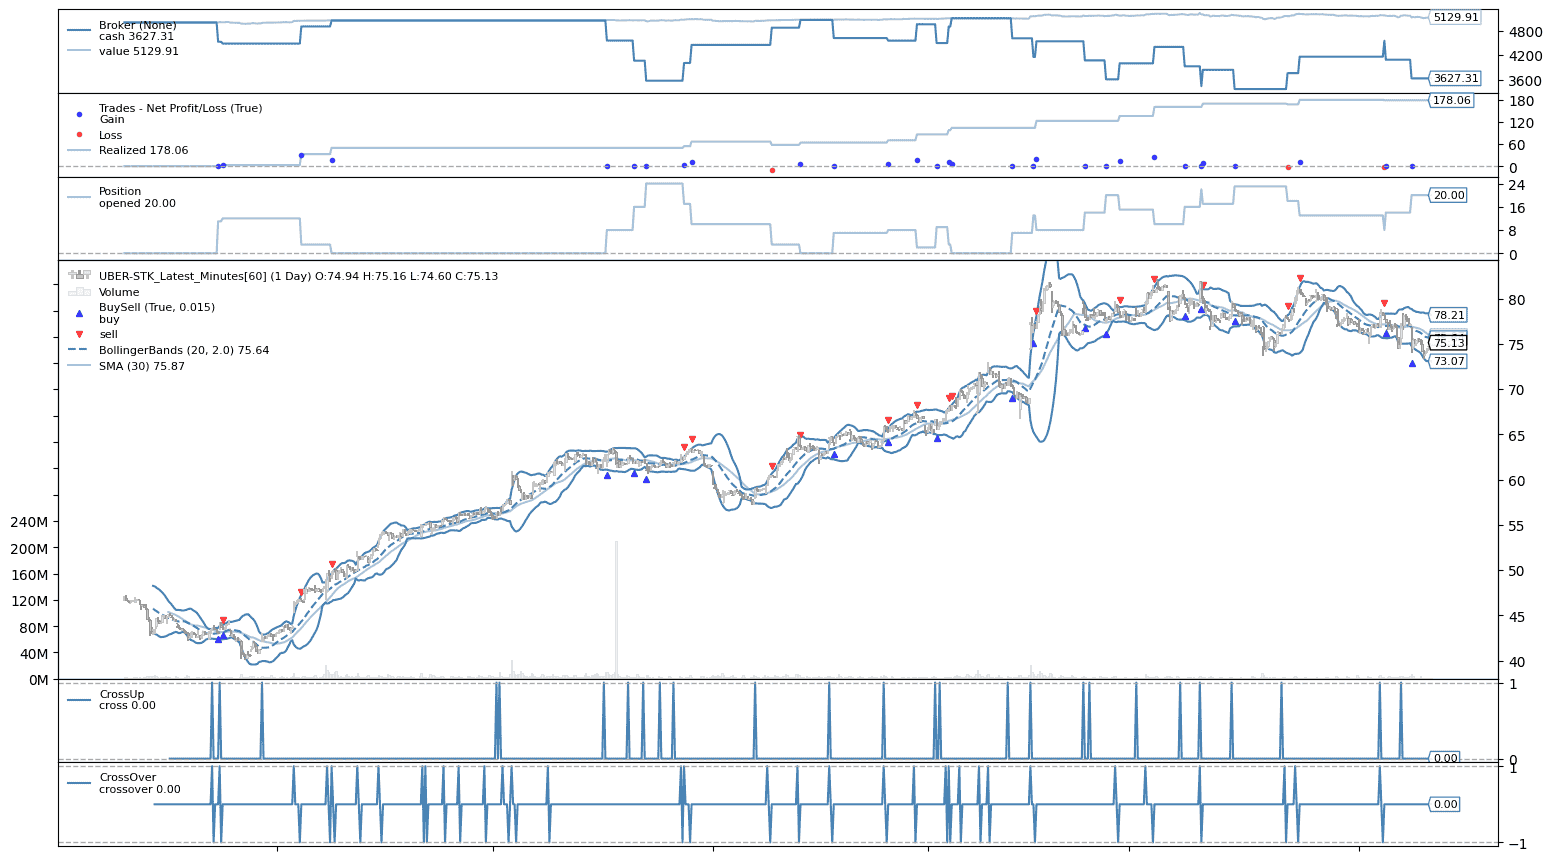 Broker (None)
cash 3627.31
value 5129.91
5129.91
4800
4200
3600
3627.31
Trades - Net Profit/Loss (True)
Gain
Loss
Realized 178.06
178.06
180
120
60
0
Position
opened 20.00
24
20.00
16
8
0
UBER-STK_Latest_Minutes[60] (1 Day) O:74.94 H:75.16 L:74.60 C:75.13
Volume
BuySell (True, 0.015)
buy
sell
BollingerBands (20, 2.0) 75.64
SMA (30) 75.87
80
78.21
75.13
75
73.07
70
65
60
55
50
45
40
240M
200M
160M
120M
80M
40M
0M
CrossUp
cross 0.00
1
0.00
0
CrossOver
crossover 0.00
1
0.00
−1